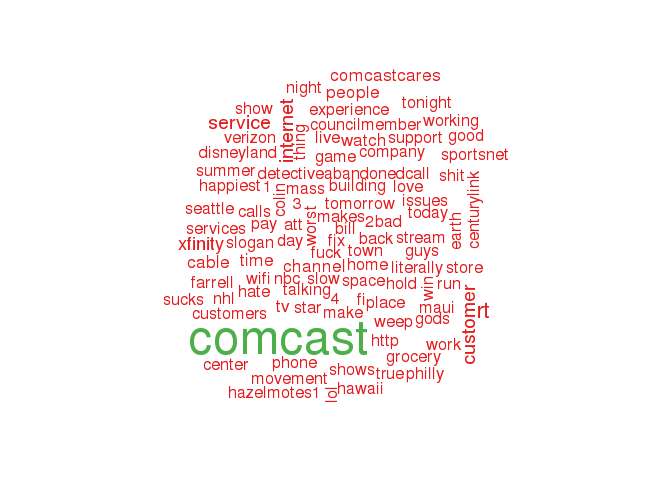 comcastcares
night
people
show
tonight
internet
experience
service
thing
councilmember
working
verizon
live
watch
support
good
disneyland
game
company
sportsnet
summer
detective
abandoned
call
shit
centurylink
happiest
1
colin
mass
building
love
3
tomorrow
issues
seattle
calls
worst
makes
2
bad
today
earth
services
pay
att
bill
xfinity
slogan
day
fix
back
stream
fuck
town
guys
cable
time
channel
home
literally
store
farrell
wifi
nbc
slow
space
hold
win
run
sucks
nhl
hate
talking
4
fi
place
maui
rt
customers
tv
star
make
weep
gods
customer
comcast
http
work
grocery
center
phone
shows
true
philly
movement
hazelmotes1
lol
hawaii